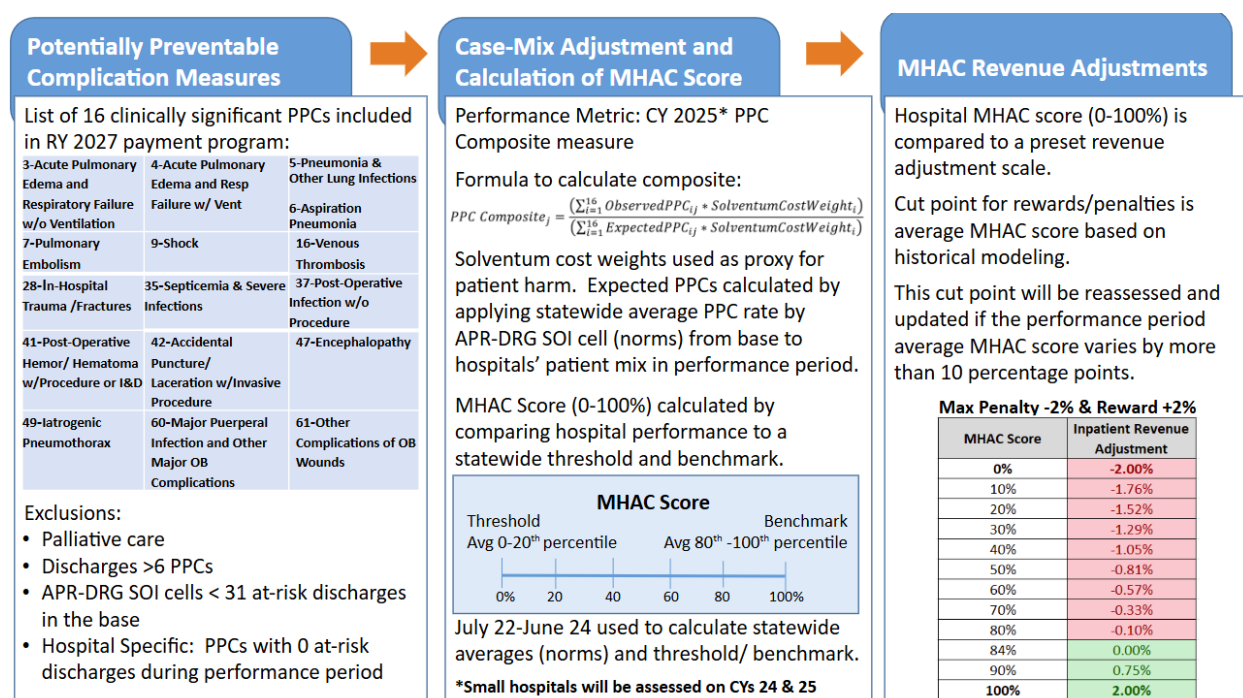 Potentially Preventable
Complication Measures
List of 16 clinically significant PPCs included
in RY 2027 payment program:
3-Acute Pulmonary
Edema and
Respiratory Failure
w/o Ventilation
4-Acute Pulmonary
Edema and Resp
Failure w/ Vent
5-Pneumonia &
Other Lung Infections
6-Aspiration
Pneumonia
7-Pulmonary
Embolism
9-Shock
16-Venous
Thrombosis
28-In-Hospital
Trauma /Fractures
35-Septicemia & Severe
Infections
37-Post-Operative
Infection w/o
Procedure
41-Post-Operative
Hemor/ Hematoma
w/Procedure or I&D
42-Accidental
Puncture/
Laceration w/Invasive
Procedure
47-Encephalopathy
49-Iatrogenic
Pneumothorax
60-Major Puerperal
Infection and Other
Major OB
Complications
61-Other
Complications of OB
Wounds
Exclusions:
• Palliative care
• Discharges >6 PPCs
• APR-DRG SOI cells < 31 at-risk discharges
in the base
• Hospital Specific: PPCs with 0 at-risk
discharges during performance period
Case-Mix Adjustment and
Calculation of MHAC Score
Performance Metric: CY 2025* PPC
Composite measure
Formula to calculate composite:
PPC Composite_j = (∑_{i=1}^{16} ObservedPPC_{ij} * SolventumCostWeight_i) / (∑_{i=1}^{16} ExpectedPPC_{ij} * SolventumCostWeight_i)
Solventum cost weights used as proxy for
patient harm. Expected PPCs calculated by
applying statewide average PPC rate by
APR-DRG SOI cell (norms) from base to
hospitals' patient mix in performance period.
MHAC Score (0-100%) calculated by
comparing hospital performance to a
statewide threshold and benchmark.
MHAC Score
Threshold Benchmark
Avg 0-20th percentile Avg 80th -100th percentile
0% 20 40 60 80 100%
July 22-June 24 used to calculate statewide
averages (norms) and threshold/ benchmark.
*Small hospitals will be assessed on CYs 24 & 25
MHAC Revenue Adjustments
Hospital MHAC score (0-100%) is
compared to a preset revenue
adjustment scale.
Cut point for rewards/penalties is
average MHAC score based on
historical modeling.
This cut point will be reassessed and
updated if the performance period
average MHAC score varies by more
than 10 percentage points.
Max Penalty -2% & Reward +2%
MHAC Score Inpatient Revenue
Adjustment
0% -2.00%
10% -1.76%
20% -1.52%
30% -1.29%
40% -1.05%
50% -0.81%
60% -0.57%
70% -0.33%
80% -0.10%
84% 0.00%
90% 0.75%
100% 2.00%